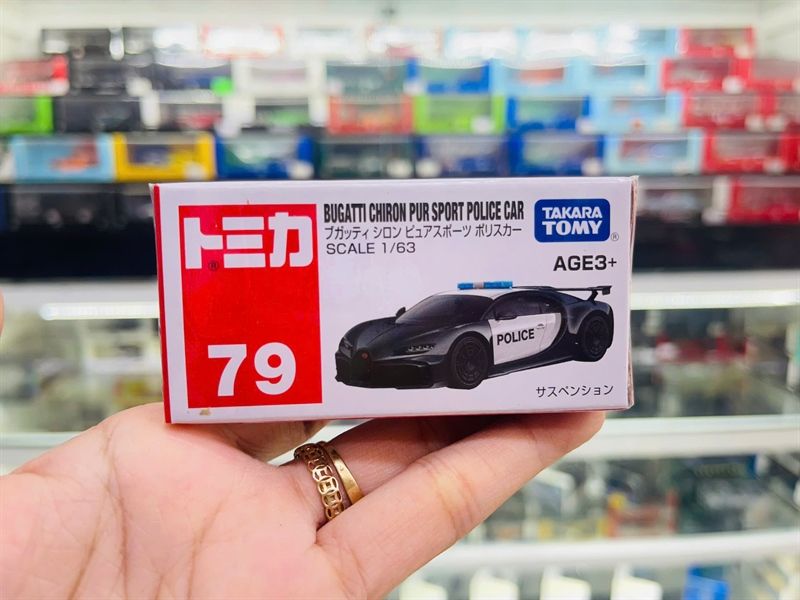 トミカ®
79
BUGATTI CHIRON PUR SPORT POLICE CAR
ブガッティ シロン ピュアスポーツ ポリスカー
SCALE 1/63
TAKARA
TOMY®
AGE3+
POLICE
サスペンション